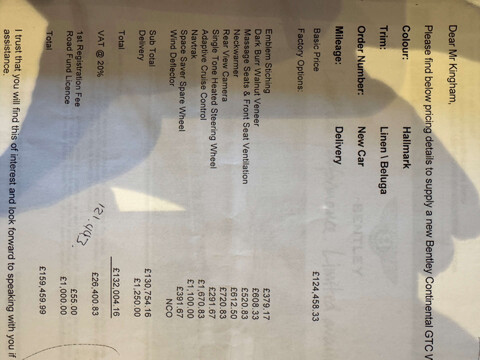 Dear Mr Kingham,
Please find below pricing details to supply a new Bentley Continental GTC V
Colour: Hallmark
Trim: Linen \ Beluga
Order Number: New Car
Mileage: Delivery
Basic Price £124,458.33
Factory Options:
Emblem Stiching £379.17
Dark Burr Walnut Veneer £608.33
Massage Seats & Front Seat Ventilation £520.83
Neckwarmer £612.50
Rear View Camera £720.83
Single Tone Heated Steering Wheel £291.67
Adaptive Cruise Control £1,670.83
Navtrak £1,100.00
Space Saver Spare Wheel £391.67
Wind Deflector NCO
Sub Total £130,754.16
Delivery £1,250.00
Total £132,004.16
VAT @ 20% £26,400.83
1st Registration Fee £55.00
Road Fund Licence £1,000.00
Total £159,459.99
I trust that you will find this of interest and look forward to speaking with you if
assistance.